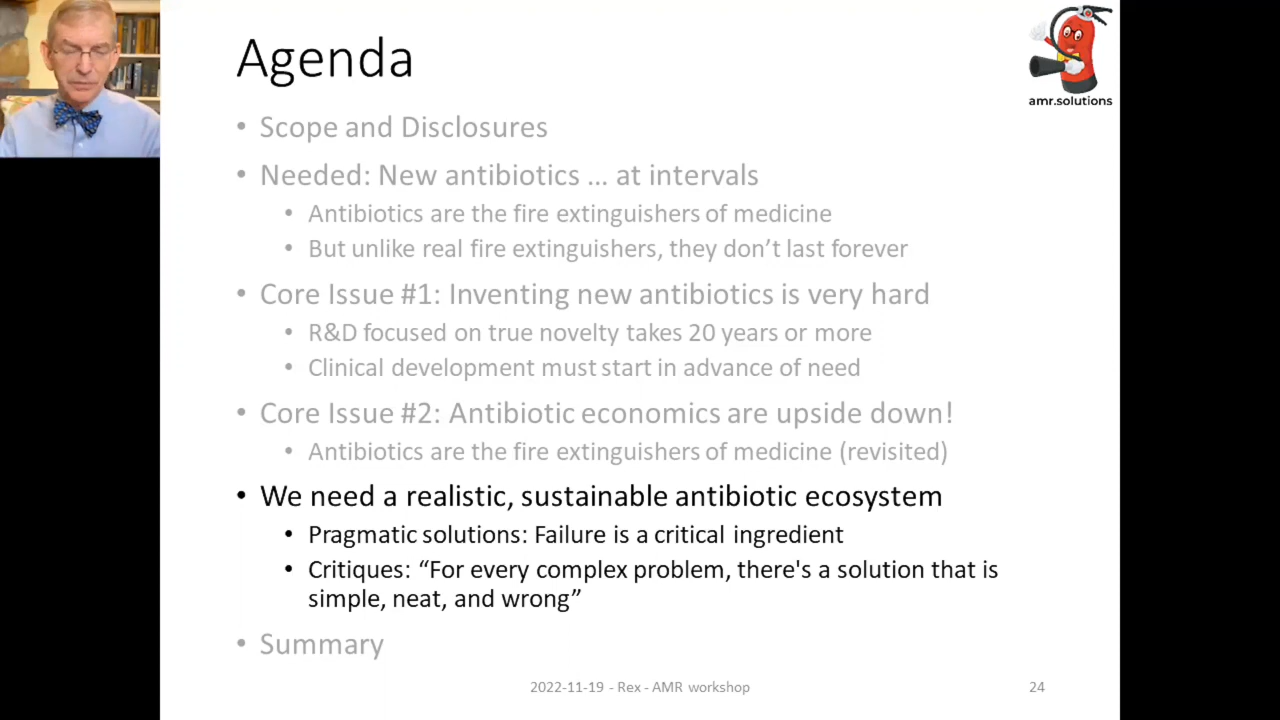 Agenda
amr.solutions
• Scope and Disclosures
• Needed: New antibiotics ... at intervals
• Antibiotics are the fire extinguishers of medicine
• But unlike real fire extinguishers, they don’t last forever
• Core Issue #1: Inventing new antibiotics is very hard
• R&D focused on true novelty takes 20 years or more
• Clinical development must start in advance of need
• Core Issue #2: Antibiotic economics are upside down!
• Antibiotics are the fire extinguishers of medicine (revisited)
• We need a realistic, sustainable antibiotic ecosystem
• Pragmatic solutions: Failure is a critical ingredient
• Critiques: “For every complex problem, there's a solution that is
simple, neat, and wrong”
• Summary
2022-11-19 - Rex - AMR workshop
24